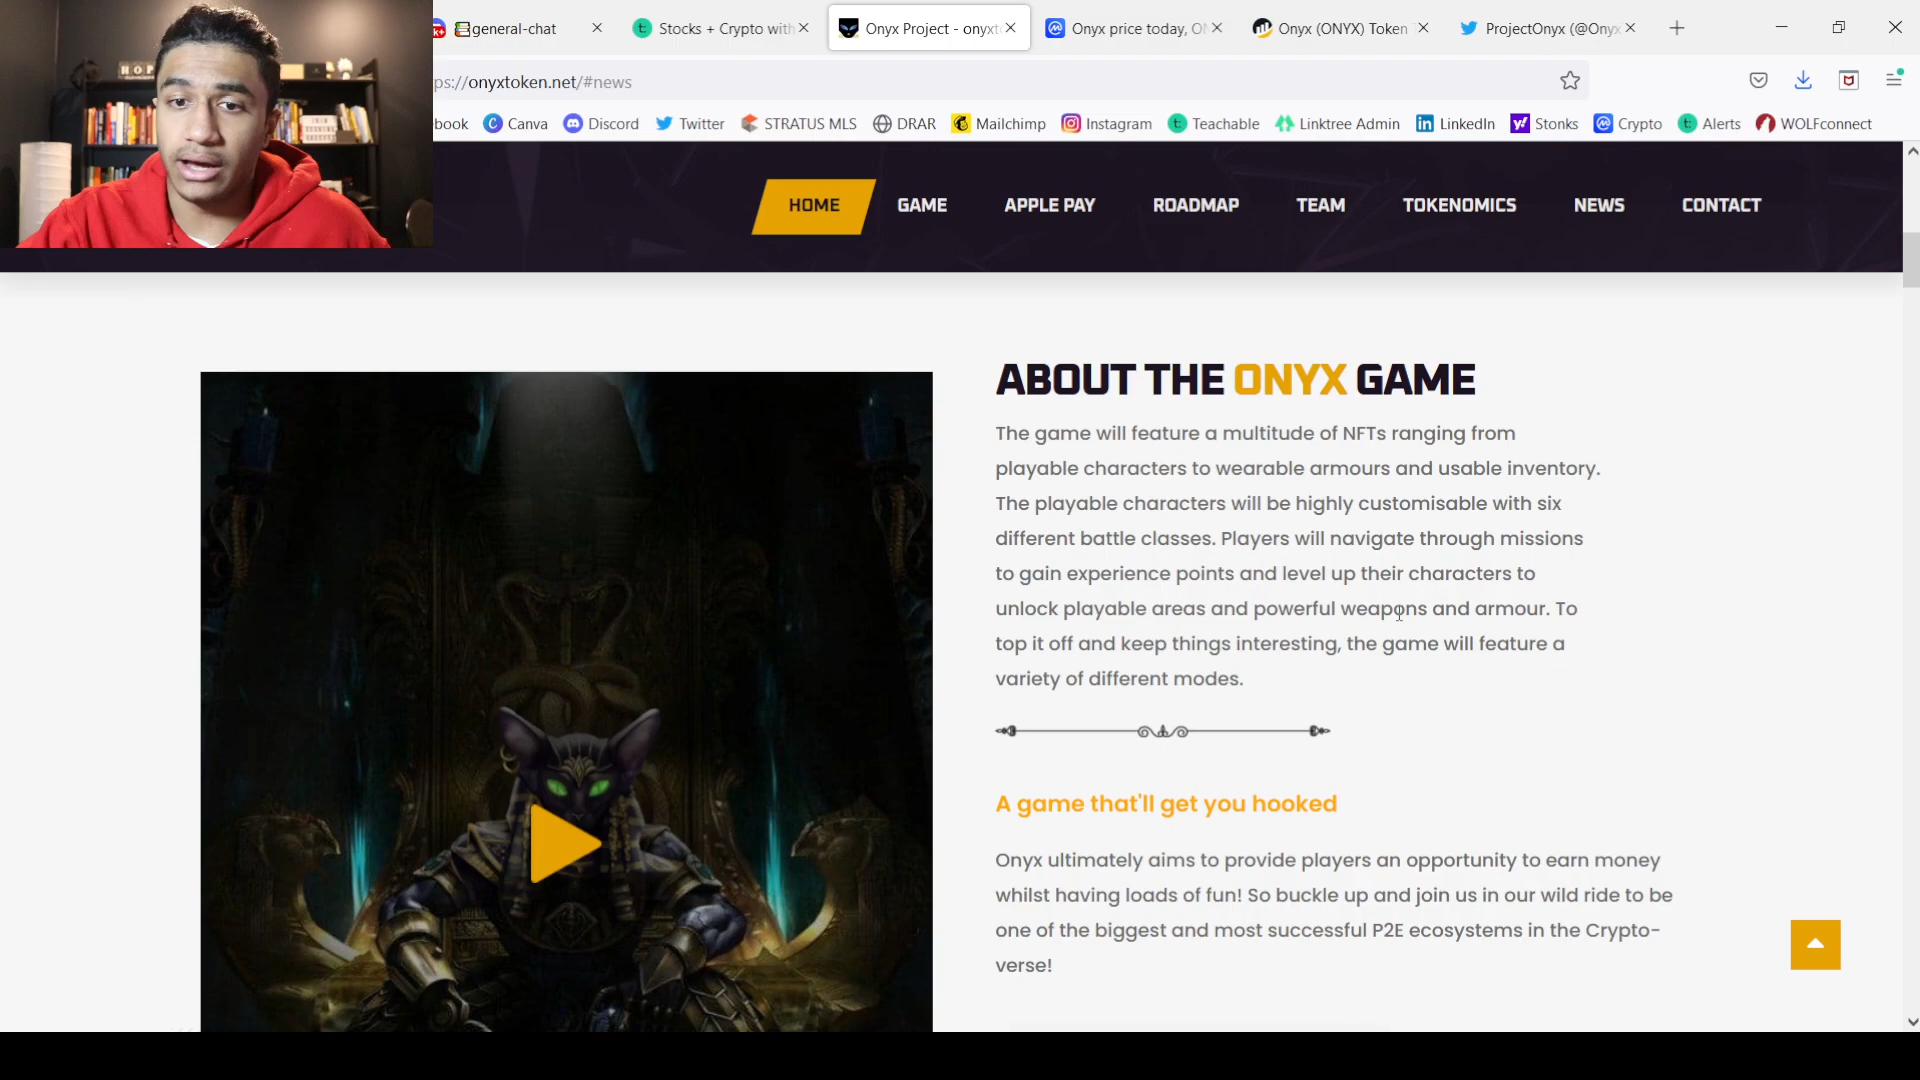 general-chat
Stocks + Crypto with
Onyx Project - onyxt
Onyx price today, ON
Onyx (ONYX) Token
ProjectOnyx (@Onyx
ps://onyxtoken.net/#news
book
Canva
Discord
Twitter
STRATUS MLS
DRAR
Mailchimp
Instagram
Teachable
Linktree Admin
LinkedIn
Stonks
Crypto
Alerts
WOLFconnect
HOME
GAME
APPLE PAY
ROADMAP
TEAM
TOKENOMICS
NEWS
CONTACT
ABOUT THE ONYX GAME
The game will feature a multitude of NFTs ranging from
playable characters to wearable armours and usable inventory.
The playable characters will be highly customisable with six
different battle classes. Players will navigate through missions
to gain experience points and level up their characters to
unlock playable areas and powerful weapons and armour. To
top it off and keep things interesting, the game will feature a
variety of different modes.
A game that'll get you hooked
Onyx ultimately aims to provide players an opportunity to earn money
whilst having loads of fun! So buckle up and join us in our wild ride to be
one of the biggest and most successful P2E ecosystems in the Crypto-
verse!